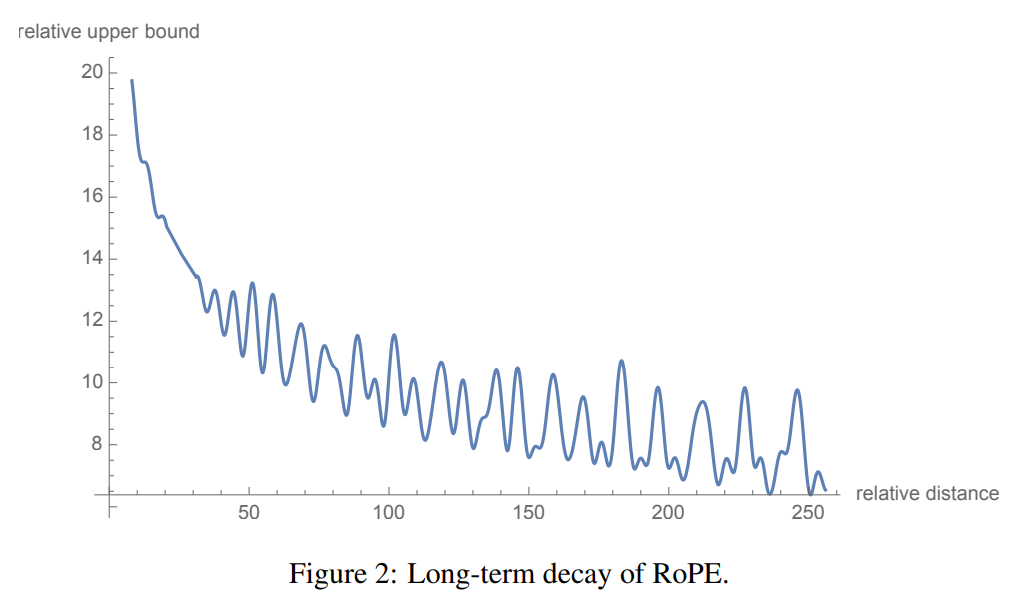 relative upper bound
20
18
16
14
12
10
8
50 100 150 200 250
relative distance
Figure 2: Long-term decay of RoPE.